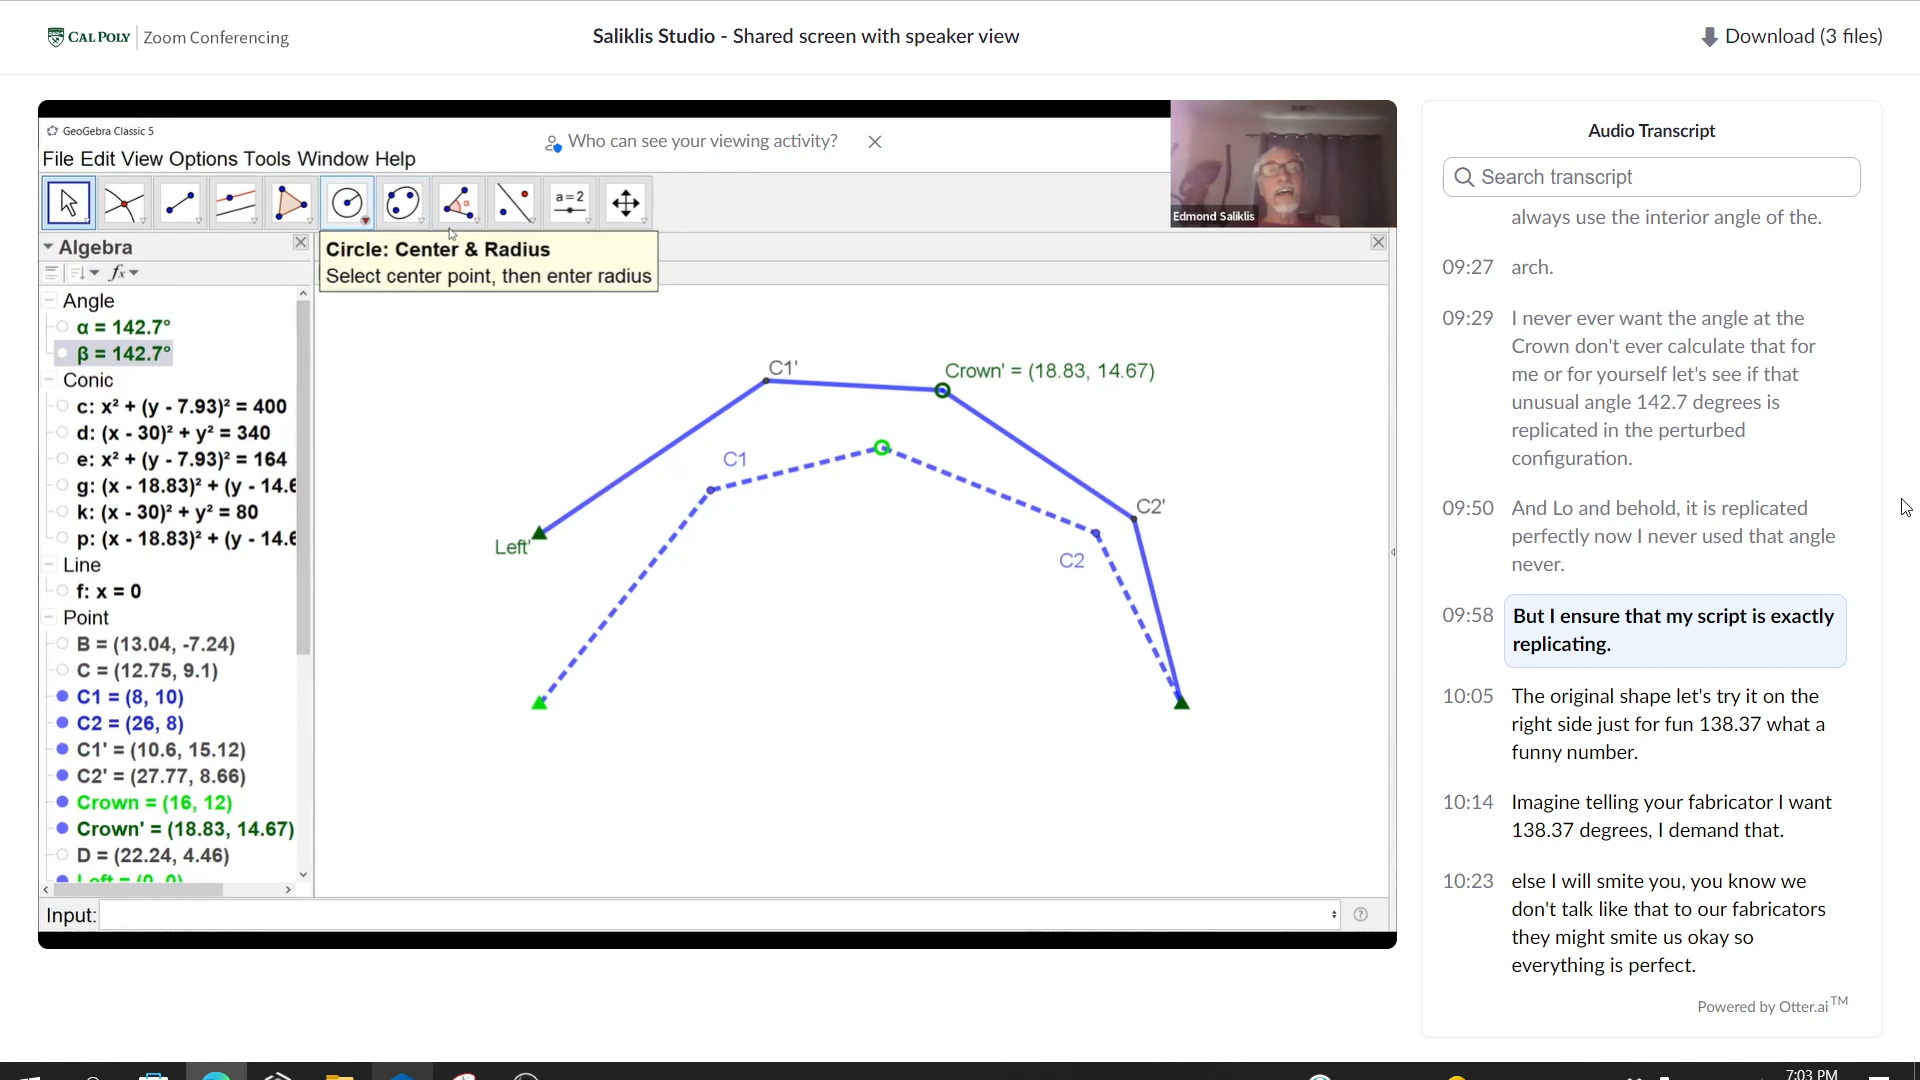 CAL POLY Zoom Conferencing
Saliklis Studio - Shared screen with speaker view
Download (3 files)
GeoGebra Classic 5
Who can see your viewing activity?
File Edit View Options Tools Window Help
a=2
Edmond Saliklis
Algebra
Circle: Center & Radius
Select center point, then enter radius
fx
Angle
α = 142.7°
β = 142.7°
Conic
c: x² + (y - 7.93)² = 400
d: (x - 30)² + y² = 340
e: x² + (y - 7.93)² = 164
g: (x - 18.83)² + (y - 14.6
k: (x - 30)² + y² = 80
p: (x - 18.83)² + (y - 14.6
Line
f: x = 0
Point
B = (13.04, -7.24)
C = (12.75, 9.1)
C1 = (8, 10)
C2 = (26, 8)
C1' = (10.6, 15.12)
C2' = (27.77, 8.66)
Crown = (16, 12)
Crown' = (18.83, 14.67)
D = (22.24, 4.46)
Left = (0, 0)
C1'
Crown' = (18.83, 14.67)
C1
C2'
Left'
C2
Input:
Audio Transcript
Search transcript
always use the interior angle of the.
09:27 arch.
09:29 I never ever want the angle at the
Crown don't ever calculate that for
me or for yourself let's see if that
unusual angle 142.7 degrees is
replicated in the perturbed
configuration.
09:50 And Lo and behold, it is replicated
perfectly now I never used that angle
never.
09:58 But I ensure that my script is exactly
replicating.
10:05 The original shape let's try it on the
right side just for fun 138.37 what a
funny number.
10:14 Imagine telling your fabricator I want
138.37 degrees, I demand that.
10:23 else I will smite you, you know we
don't talk like that to our fabricators
they might smite us okay so
everything is perfect.
Powered by Otter.ai TM
7:03 PM